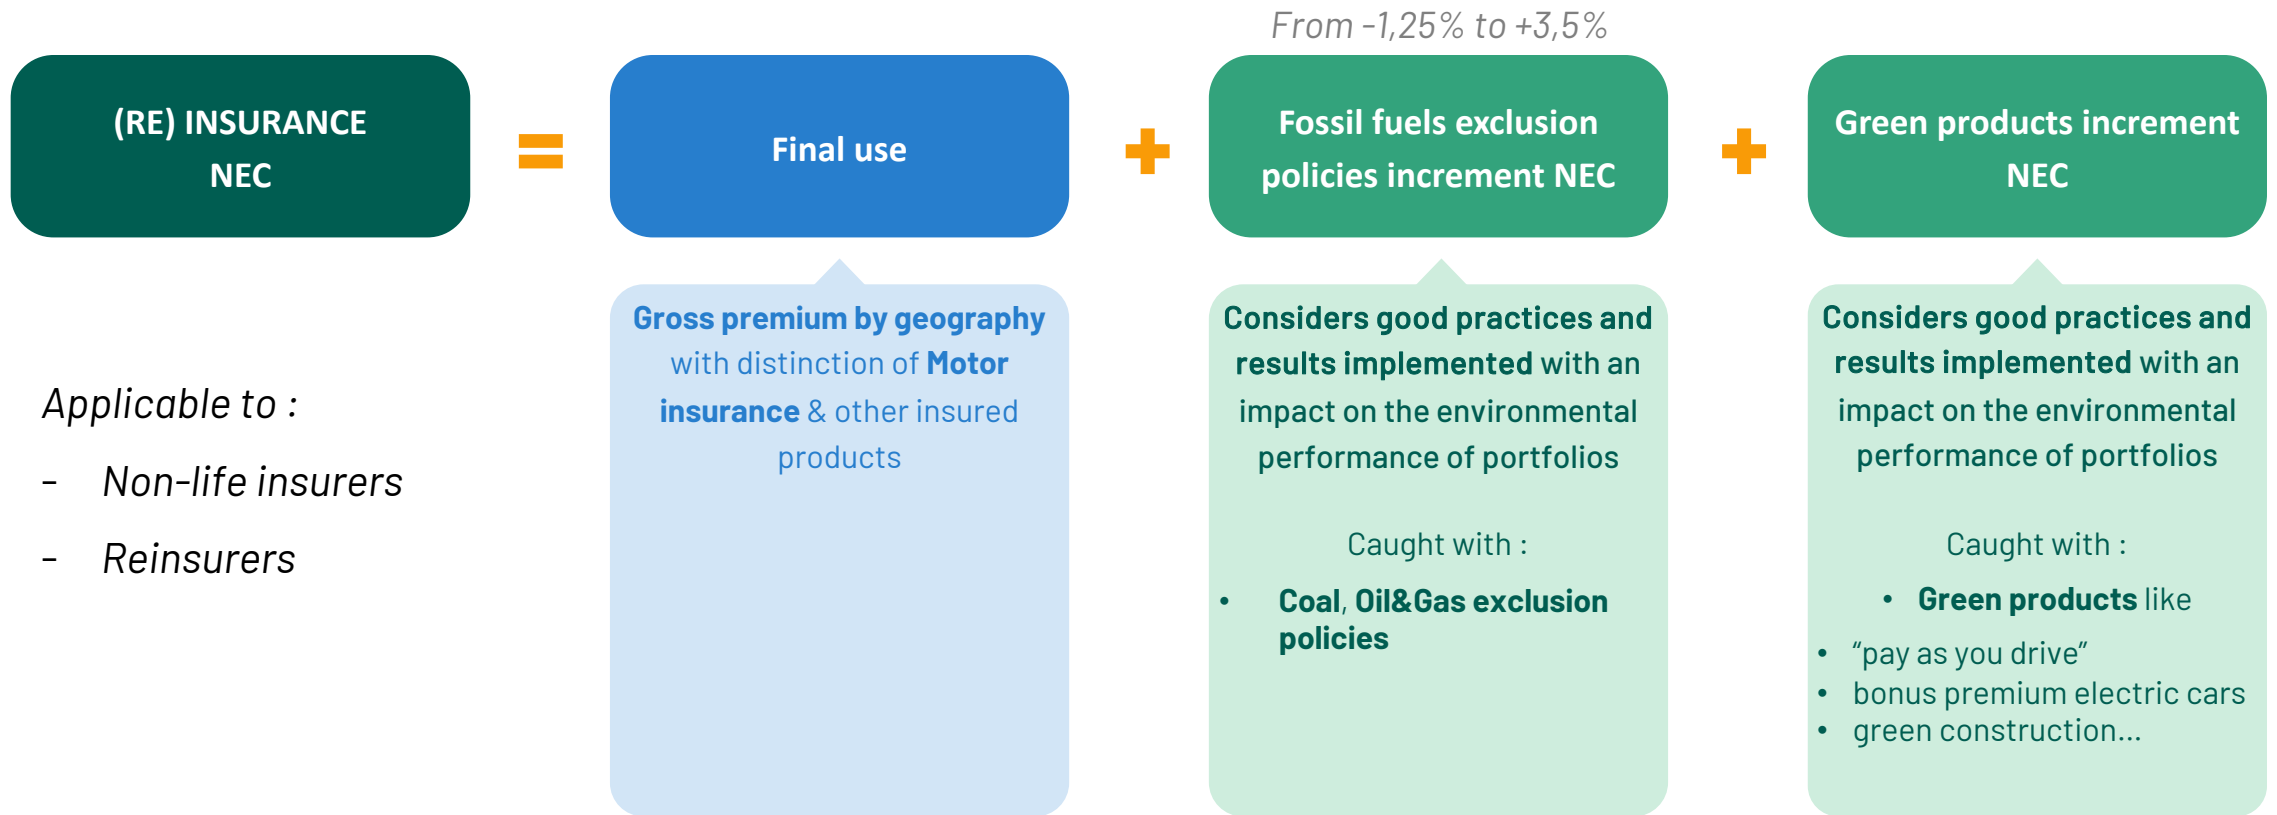 From -1,25% to +3,5%
(RE) INSURANCE
NEC
=
Final use
+
Fossil fuels exclusion
policies increment NEC
+
Green products increment
NEC
Applicable to :
- Non-life insurers
- Reinsurers
Gross premium by geography
with distinction of Motor
insurance & other insured
products
Considers good practices and
results implemented with an
impact on the environmental
performance of portfolios
Caught with :
• Coal, Oil&Gas exclusion
policies
Considers good practices and
results implemented with an
impact on the environmental
performance of portfolios
Caught with :
• Green products like
• “pay as you drive”
• bonus premium electric cars
• green construction...